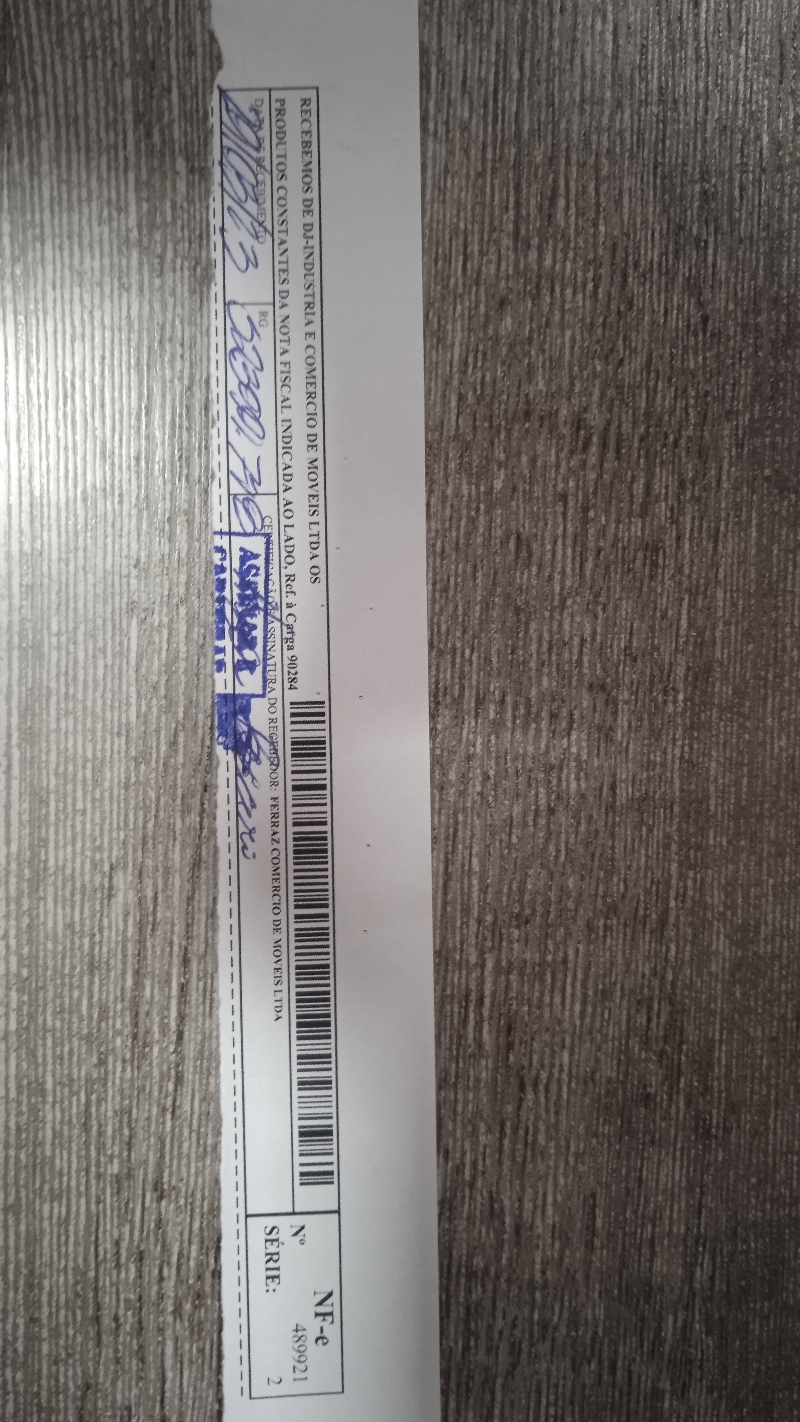 RECEBEMOS DE DJ-INDUSTRIA E COMERCIO DE MOVEIS LTDA OS
PRODUTOS CONSTANTES DA NOTA FISCAL INDICADA AO LADO, Ref. à Carga 90284
DATA DE RECEBIMENTO
RG
CERTIFICAÇÃO E ASSINATURA DO RECEBEDOR: FERRAZ COMERCIO DE MOVEIS LTDA
NF-e
Nº 489921
SÉRIE: 2